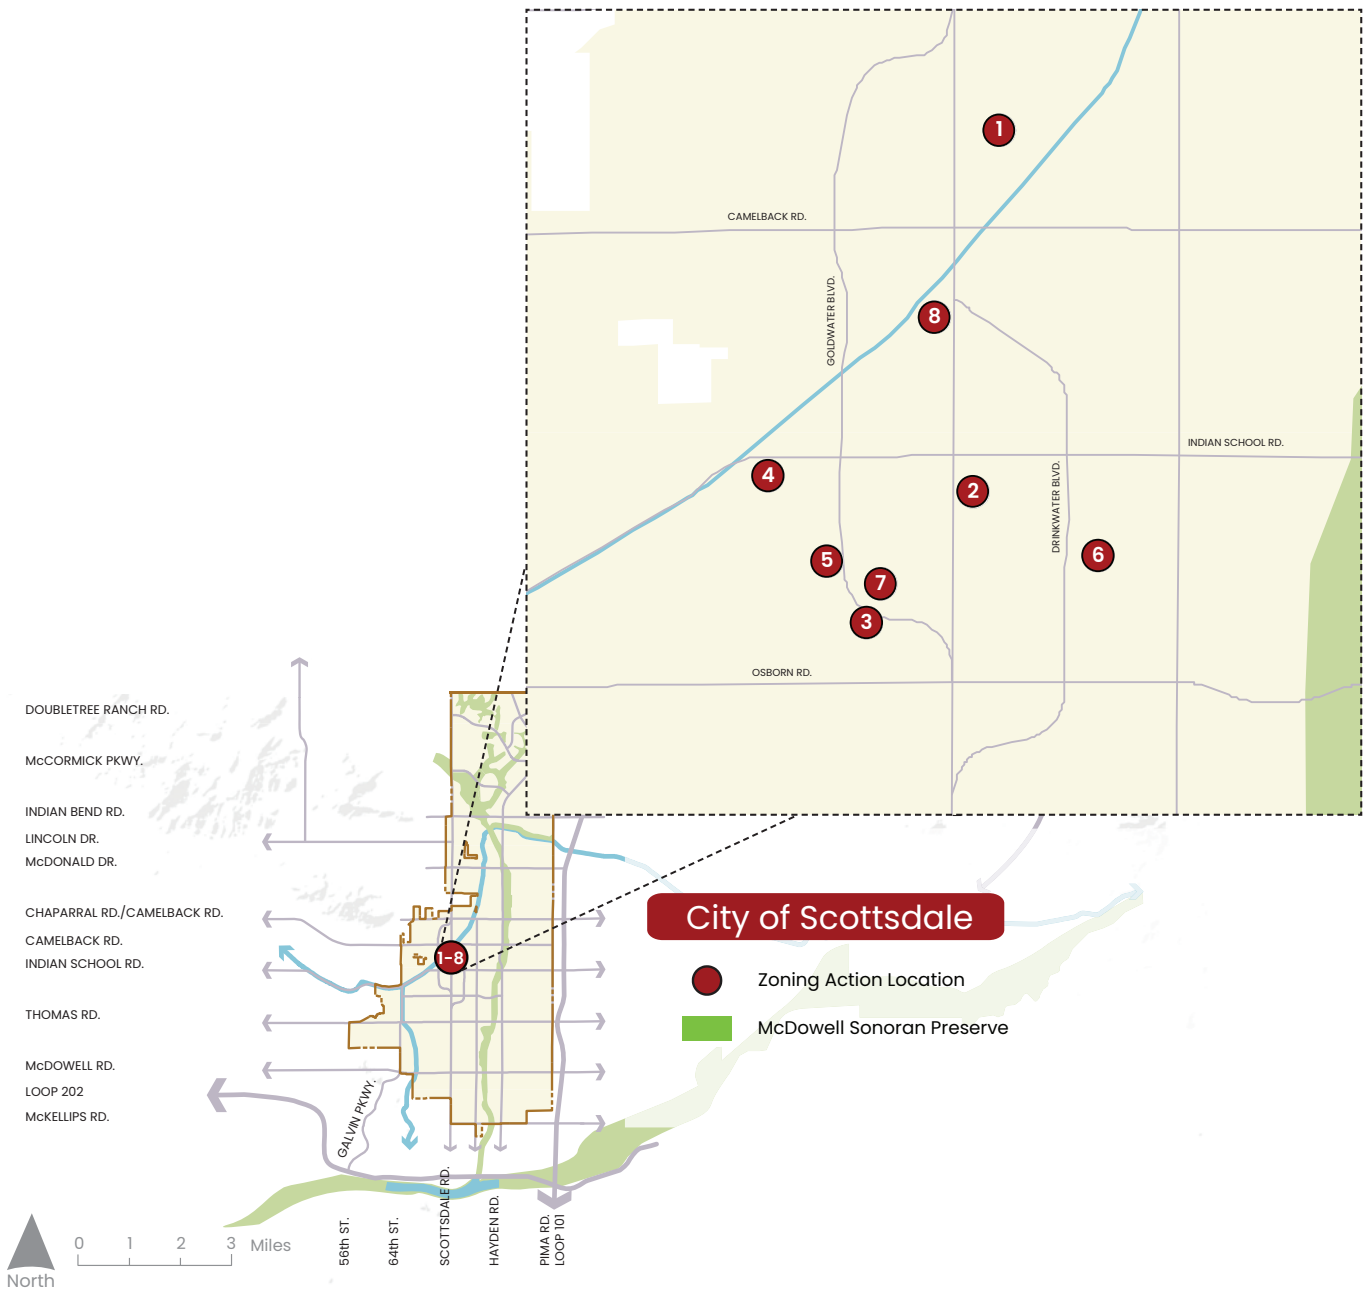 1
CAMELBACK RD.
GOLDWATER BLVD.
8
INDIAN SCHOOL RD.
4
2
DRINKWATER BLVD.
5
7
6
3
OSBORN RD.
DOUBLETREE RANCH RD.
McCORMICK PKWY.
INDIAN BEND RD.
LINCOLN DR.
McDONALD DR.
CHAPARRAL RD./CAMELBACK RD.
CAMELBACK RD.
INDIAN SCHOOL RD.
THOMAS RD.
McDOWELL RD.
LOOP 202
McKELLIPS RD.
1-8
City of Scottsdale
Zoning Action Location
McDowell Sonoran Preserve
GALVIN PKWY.
56th ST.
64th ST.
SCOTTSDALE RD.
HAYDEN RD.
PIMA RD.
LOOP 101
0 1 2 3 Miles
North